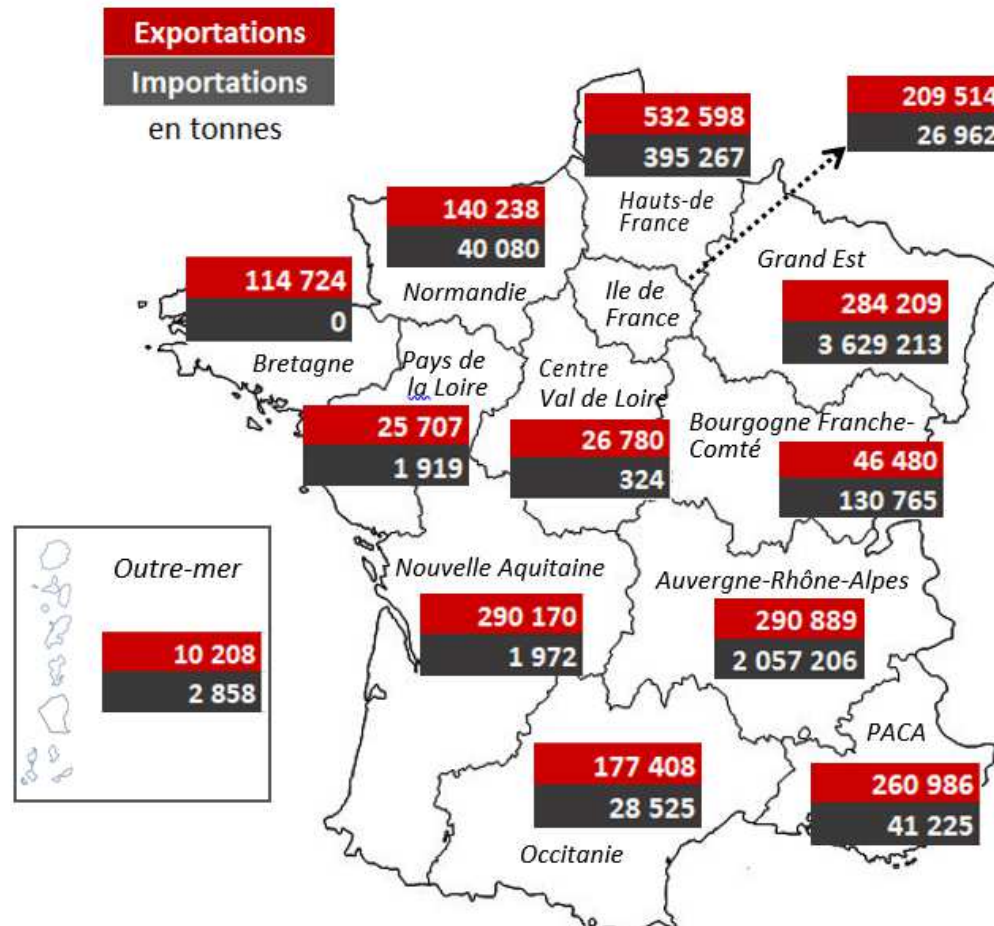 Exportations
Importations
en tonnes
209 514
26 962
532 598
395 267
Hauts-de
France
140 238
40 080
Normandie
Grand Est
284 209
3 629 213
Ile de
France
114 724
0
Bretagne
Pays de
la Loire
25 707
1 919
Centre
Val de Loire
26 780
324
Bourgogne Franche-
Comté
46 480
130 765
Outre-mer
10 208
2 858
Nouvelle Aquitaine
290 170
1 972
Auvergne-Rhône-Alpes
290 889
2 057 206
PACA
260 986
41 225
177 408
28 525
Occitanie